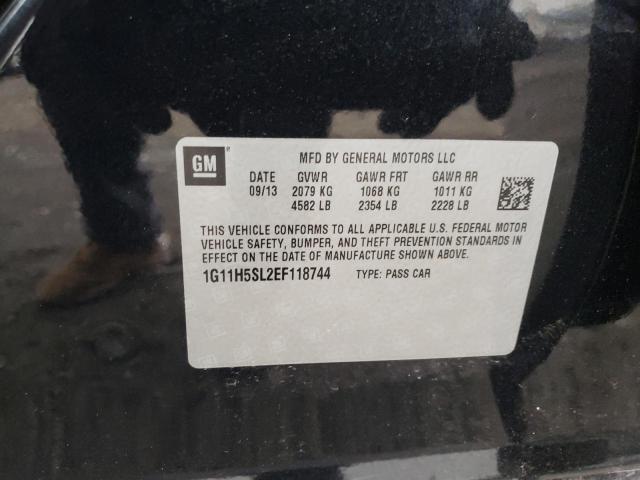 GM
MFD BY GENERAL MOTORS LLC
DATE GVWR GAWR FRT GAWR RR
09/13 2079 KG 1068 KG 1011 KG
4582 LB 2354 LB 2228 LB
THIS VEHICLE CONFORMS TO ALL APPLICABLE U.S. FEDERAL MOTOR
VEHICLE SAFETY, BUMPER, AND THEFT PREVENTION STANDARDS IN
EFFECT ON THE DATE OF MANUFACTURE SHOWN ABOVE.
1G11H5SL2EF118744 TYPE: PASS CAR